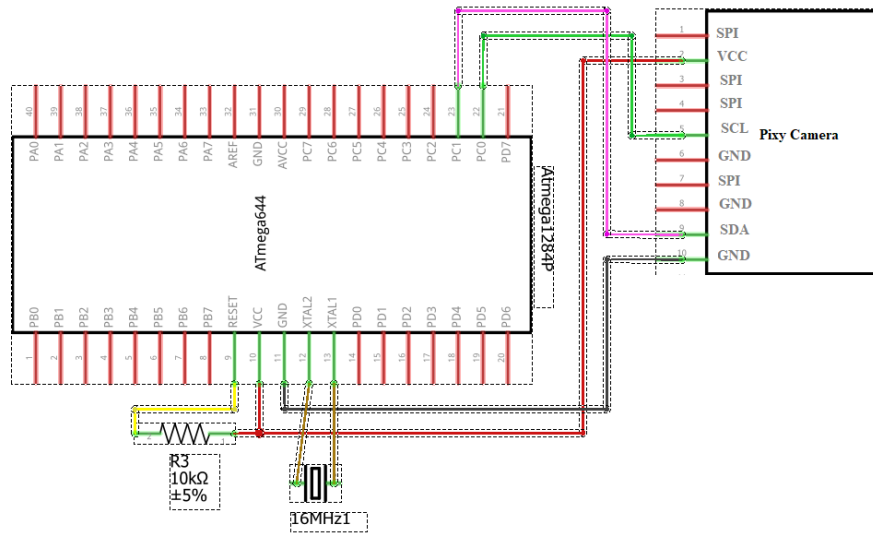 1 SPI
2 VCC
3 SPI
4 SPI
5 SCL
6 GND
7 SPI
8 GND
9 SDA
10 GND
Pixy Camera
40 39 38 37 36 35 34 33 32 31 30 29 28 27 26 25 24 23 22 21
PA0 PA1 PA2 PA3 PA4 PA5 PA6 PA7 AREF GND AVCC PC7 PC6 PC5 PC4 PC3 PC2 PC1 PC0 PD7
ATmega644
Atmega1284P
PB0 PB1 PB2 PB3 PB4 PB5 PB6 PB7 RESET VCC GND XTAL2 XTAL1 PD0 PD1 PD2 PD3 PD4 PD5 PD6
1 2 3 4 5 6 7 8 9 10 11 12 13 14 15 16 17 18 19 20
2
R3
10kΩ
±5%
16MHz1